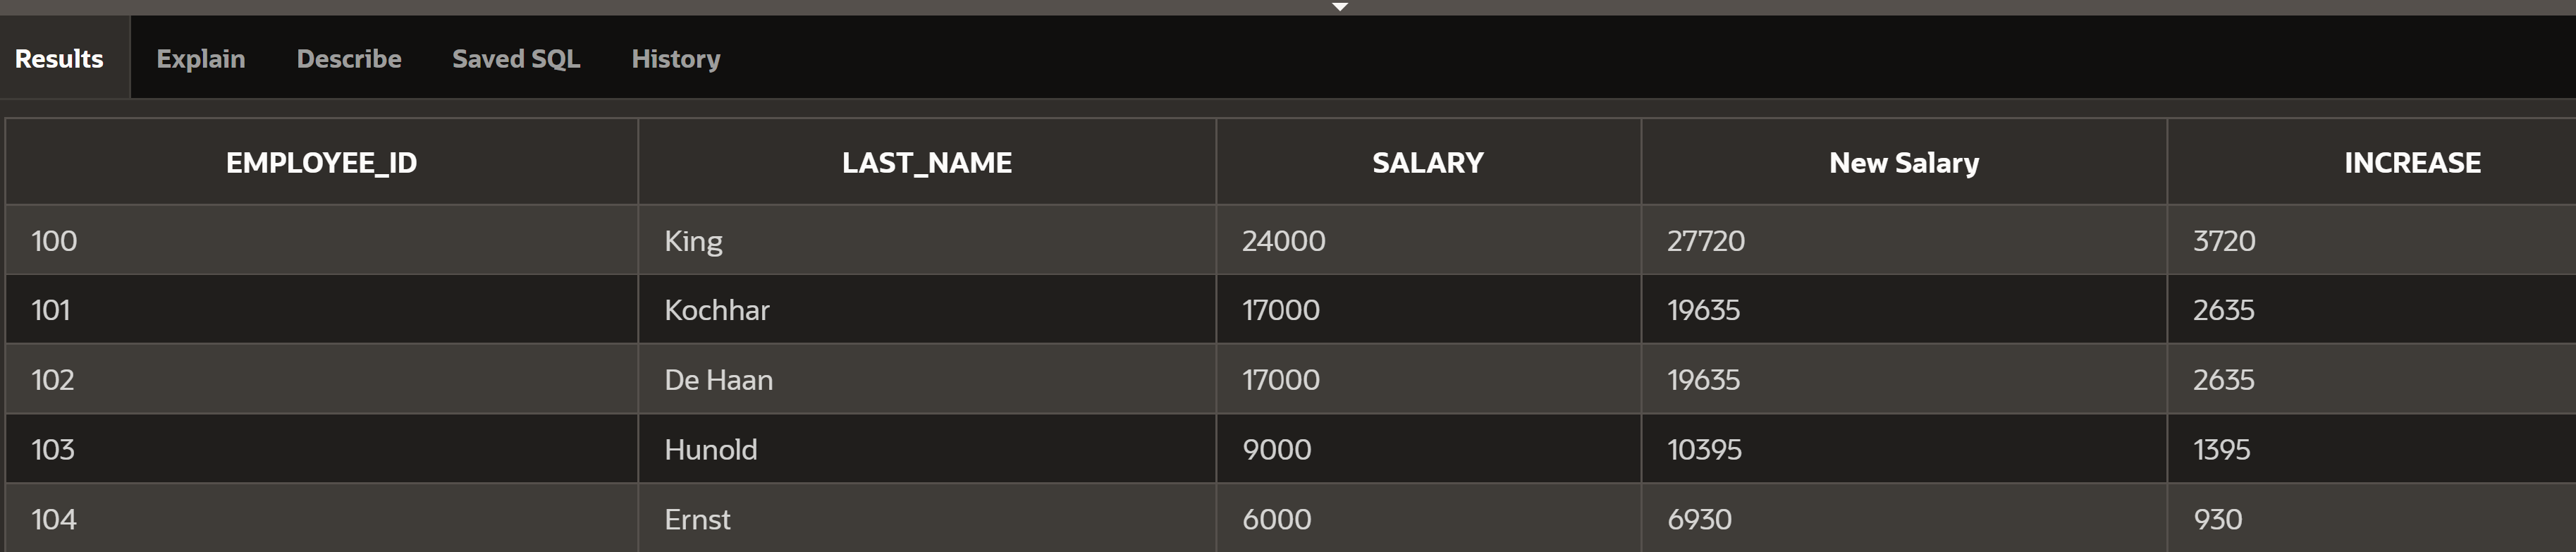 Results Explain Describe Saved SQL History
EMPLOYEE_ID LAST_NAME SALARY New Salary INCREASE
100 King 24000 27720 3720
101 Kochhar 17000 19635 2635
102 De Haan 17000 19635 2635
103 Hunold 9000 10395 1395
104 Ernst 6000 6930 930